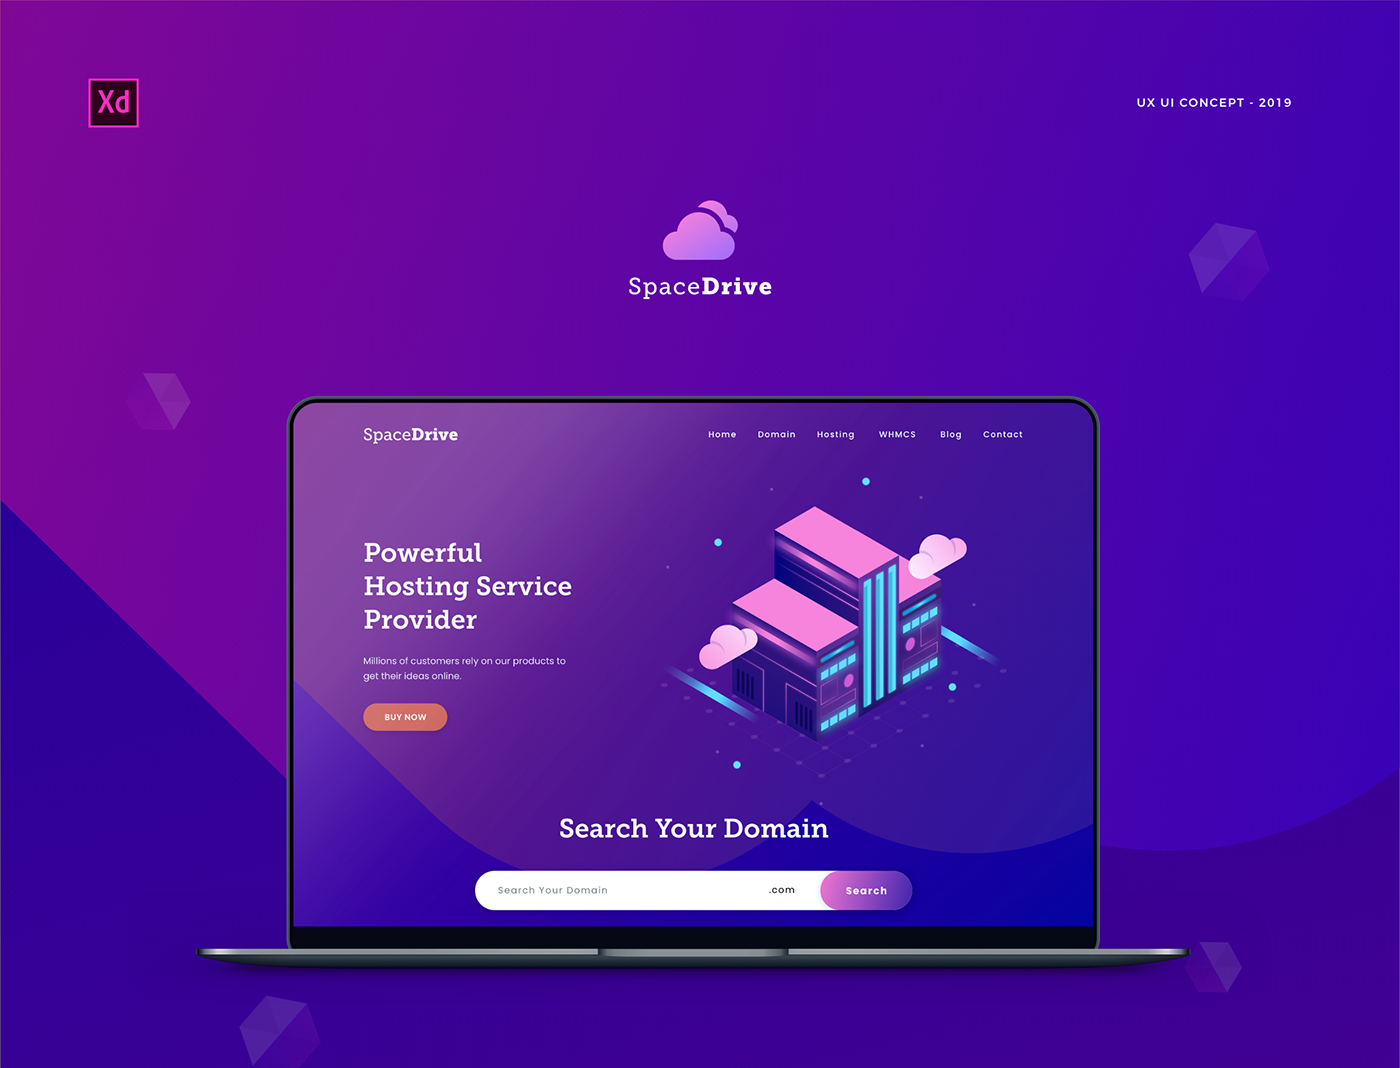 Xd
UX UI CONCEPT - 2019
SpaceDrive
SpaceDrive
Home Domain Hosting WHMCS Blog Contact
Powerful
Hosting Service
Provider
Millions of customers rely on our products to
get their ideas online.
BUY NOW
Search Your Domain
Search Your Domain .com Search